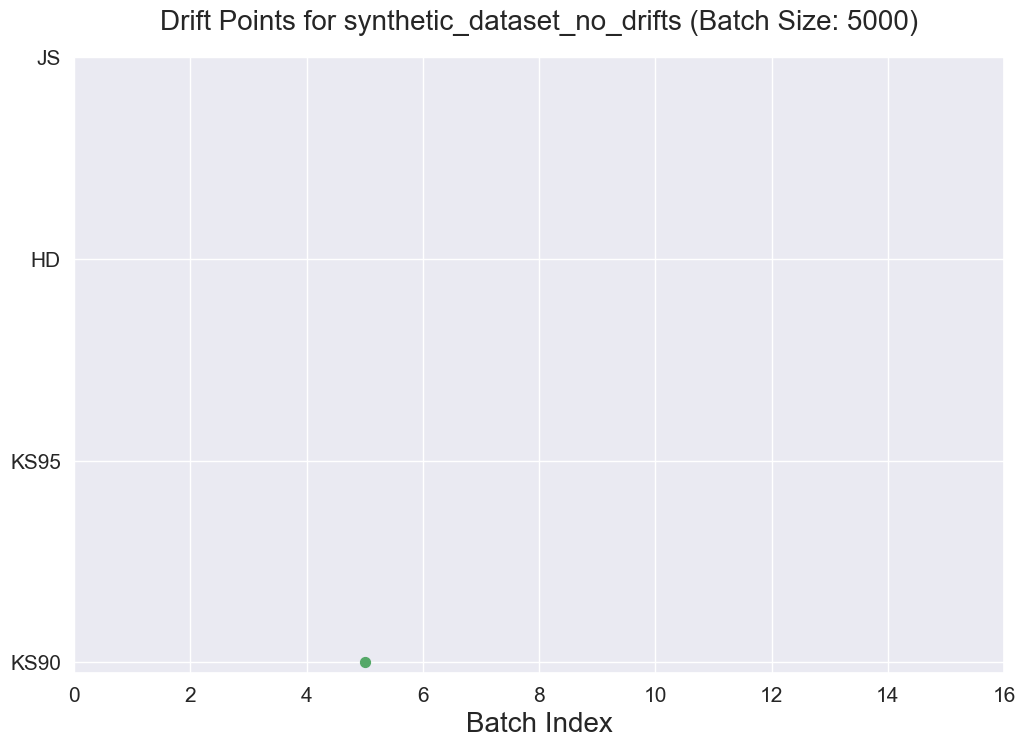 Drift Points for synthetic_dataset_no_drifts (Batch Size: 5000)
JS
HD
KS95
KS90
0 2 4 6 8 10 12 14 16
Batch Index